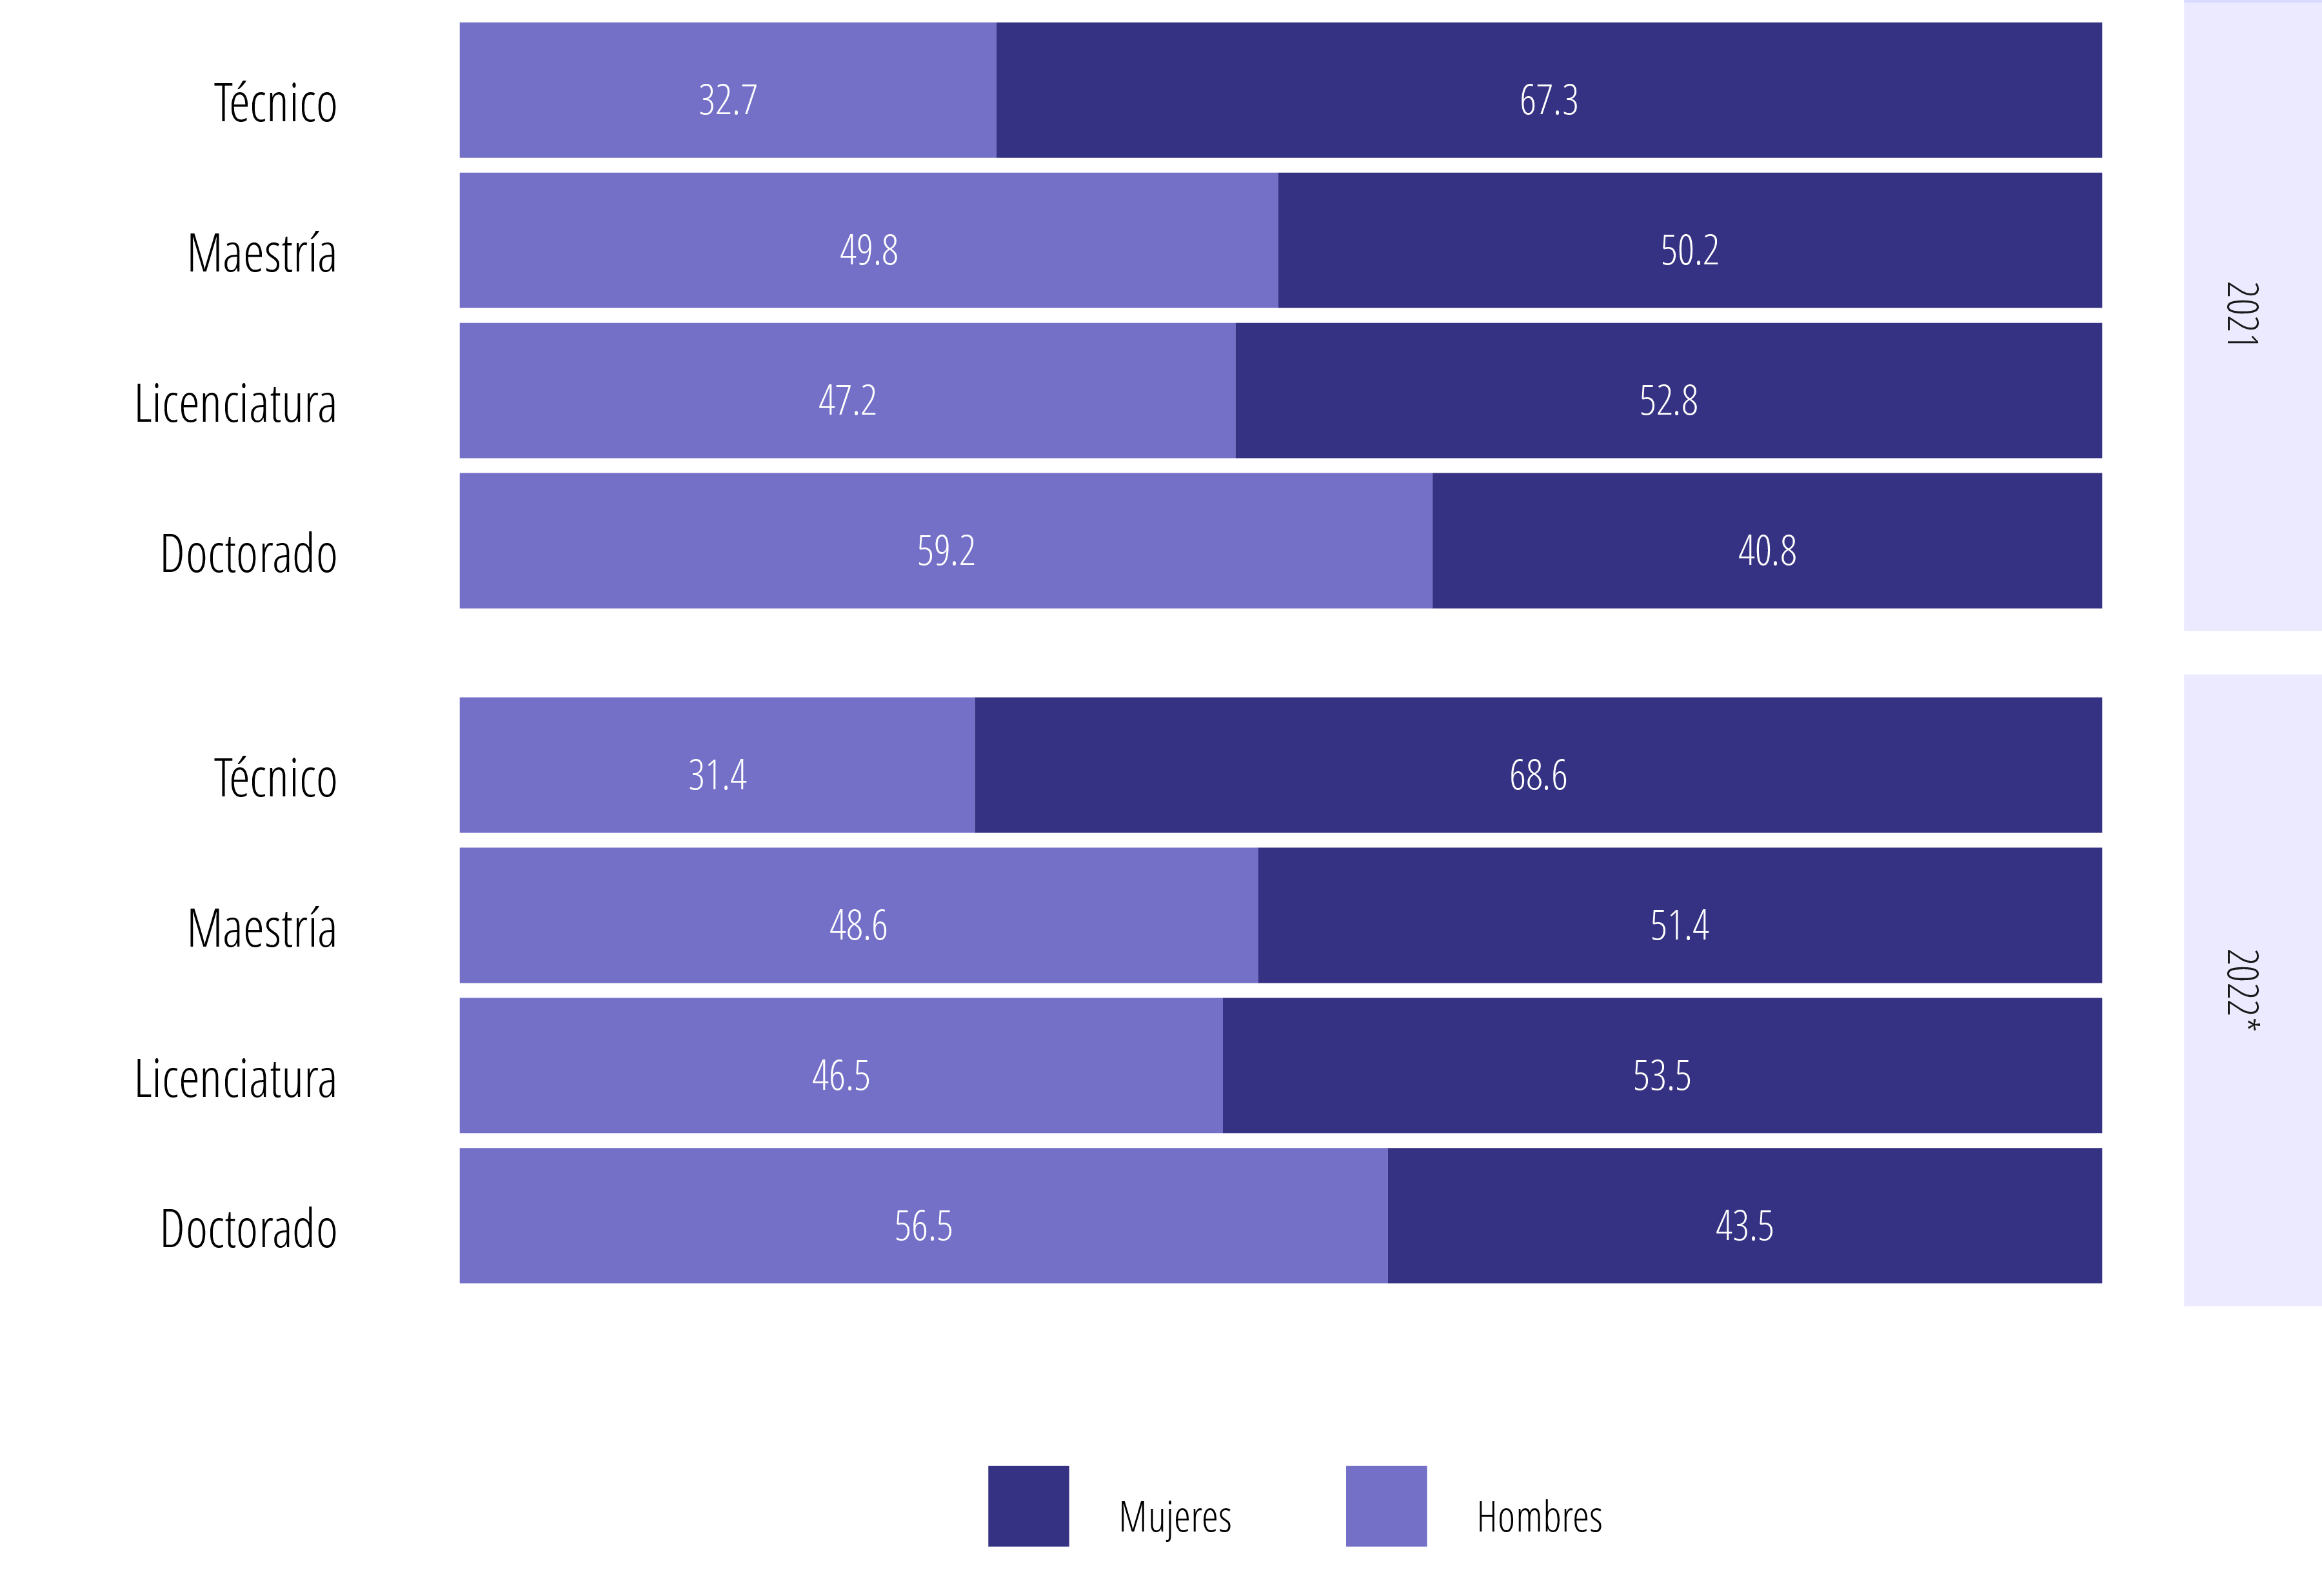 Técnico 32.7 67.3
Maestría 49.8 50.2
Licenciatura 47.2 52.8
Doctorado 59.2 40.8
2021
Técnico 31.4 68.6
Maestría 48.6 51.4
Licenciatura 46.5 53.5
Doctorado 56.5 43.5
2022*
Mujeres Hombres